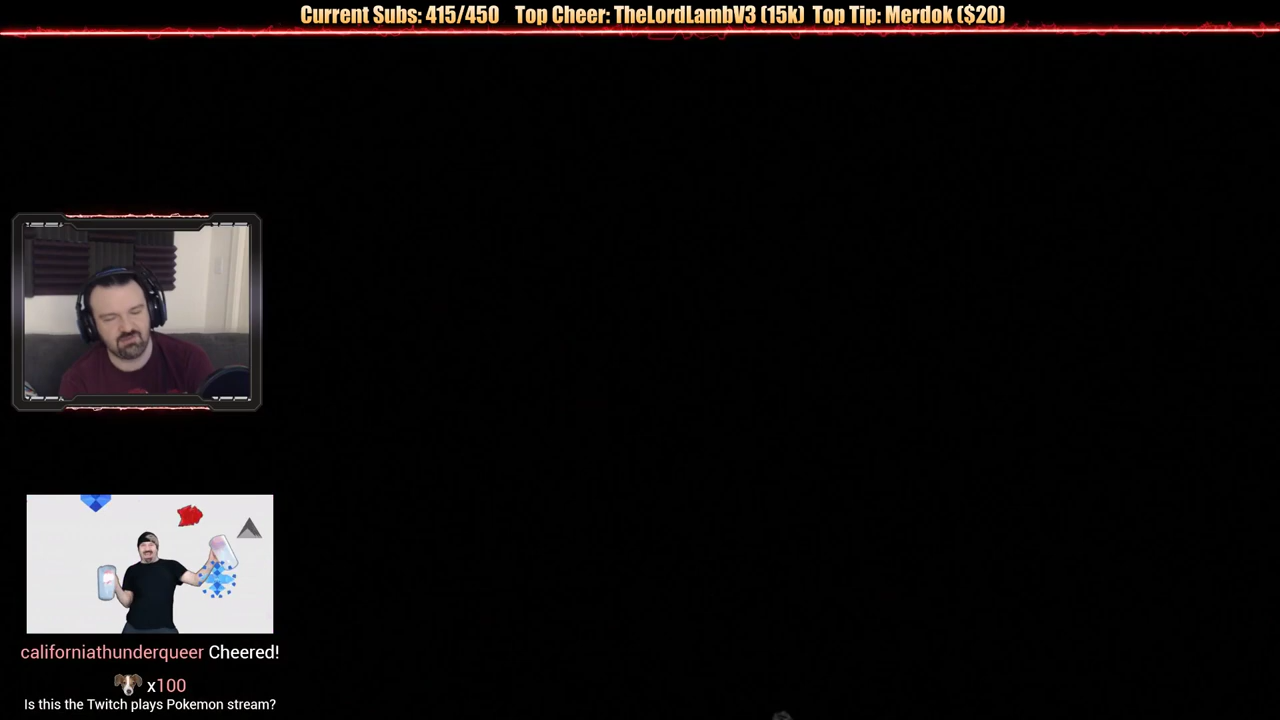 Current Subs: 415/450 Top Cheer: TheLordLambV3 (15k) Top Tip: Merdok ($20)
californiathunderqueer Cheered!
x100
Is this the Twitch plays Pokemon stream?